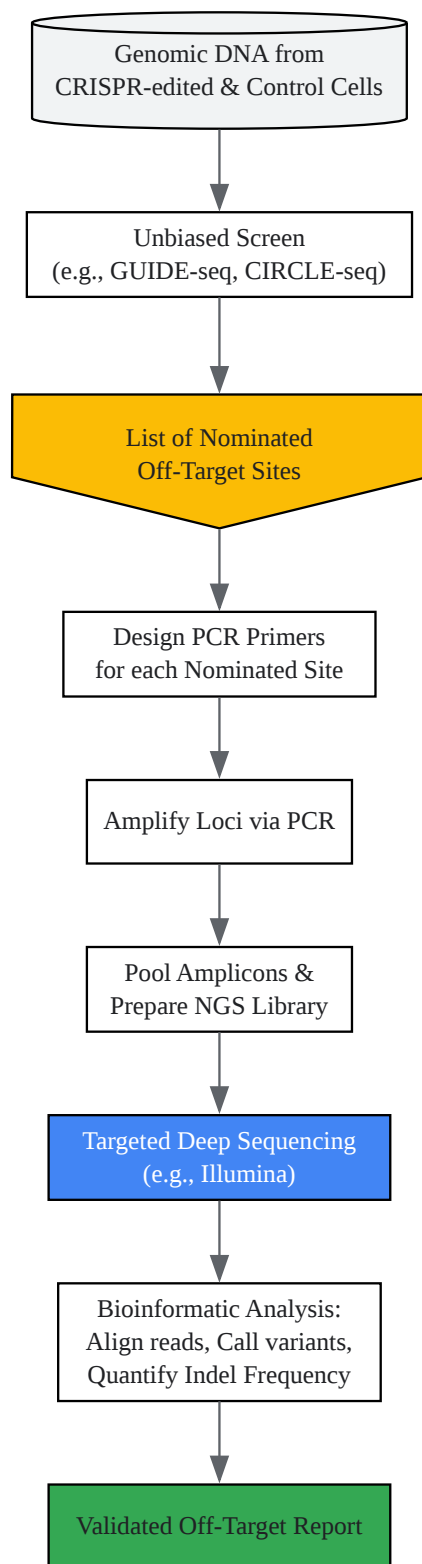 Genomic DNA from
CRISPR-edited & Control Cells
Unbiased Screen
(e.g., GUIDE-seq, CIRCLE-seq)
List of Nominated
Off-Target Sites
Design PCR Primers
for each Nominated Site
Amplify Loci via PCR
Pool Amplicons &
Prepare NGS Library
Targeted Deep Sequencing
(e.g., Illumina)
Bioinformatic Analysis:
Align reads, Call variants,
Quantify Indel Frequency
Validated Off-Target Report